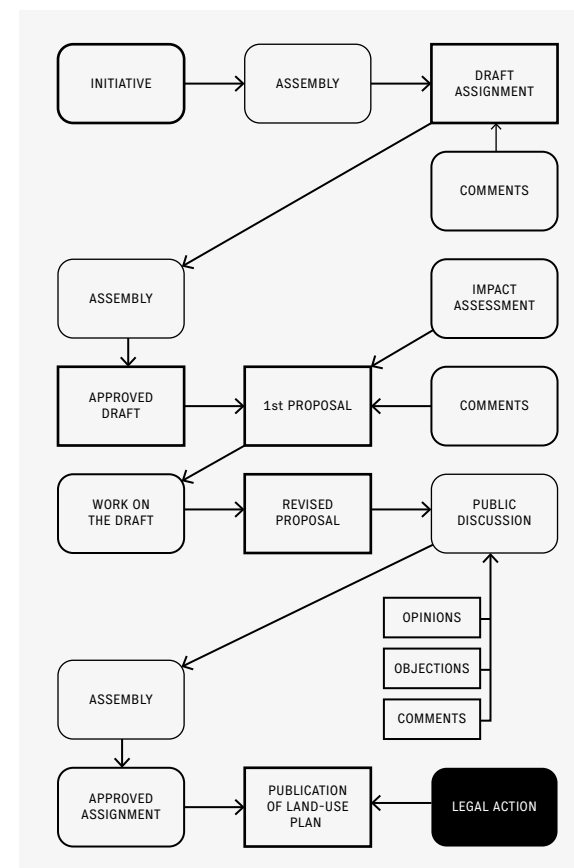 INITIATIVE
ASSEMBLY
DRAFT
ASSIGNMENT
COMMENTS
ASSEMBLY
IMPACT
ASSESSMENT
APPROVED
DRAFT
1st PROPOSAL
COMMENTS
WORK ON
THE DRAFT
REVISED
PROPOSAL
PUBLIC
DISCUSSION
OPINIONS
OBJECTIONS
COMMENTS
ASSEMBLY
APPROVED
ASSIGNMENT
PUBLICATION
OF LAND-USE
PLAN
LEGAL ACTION